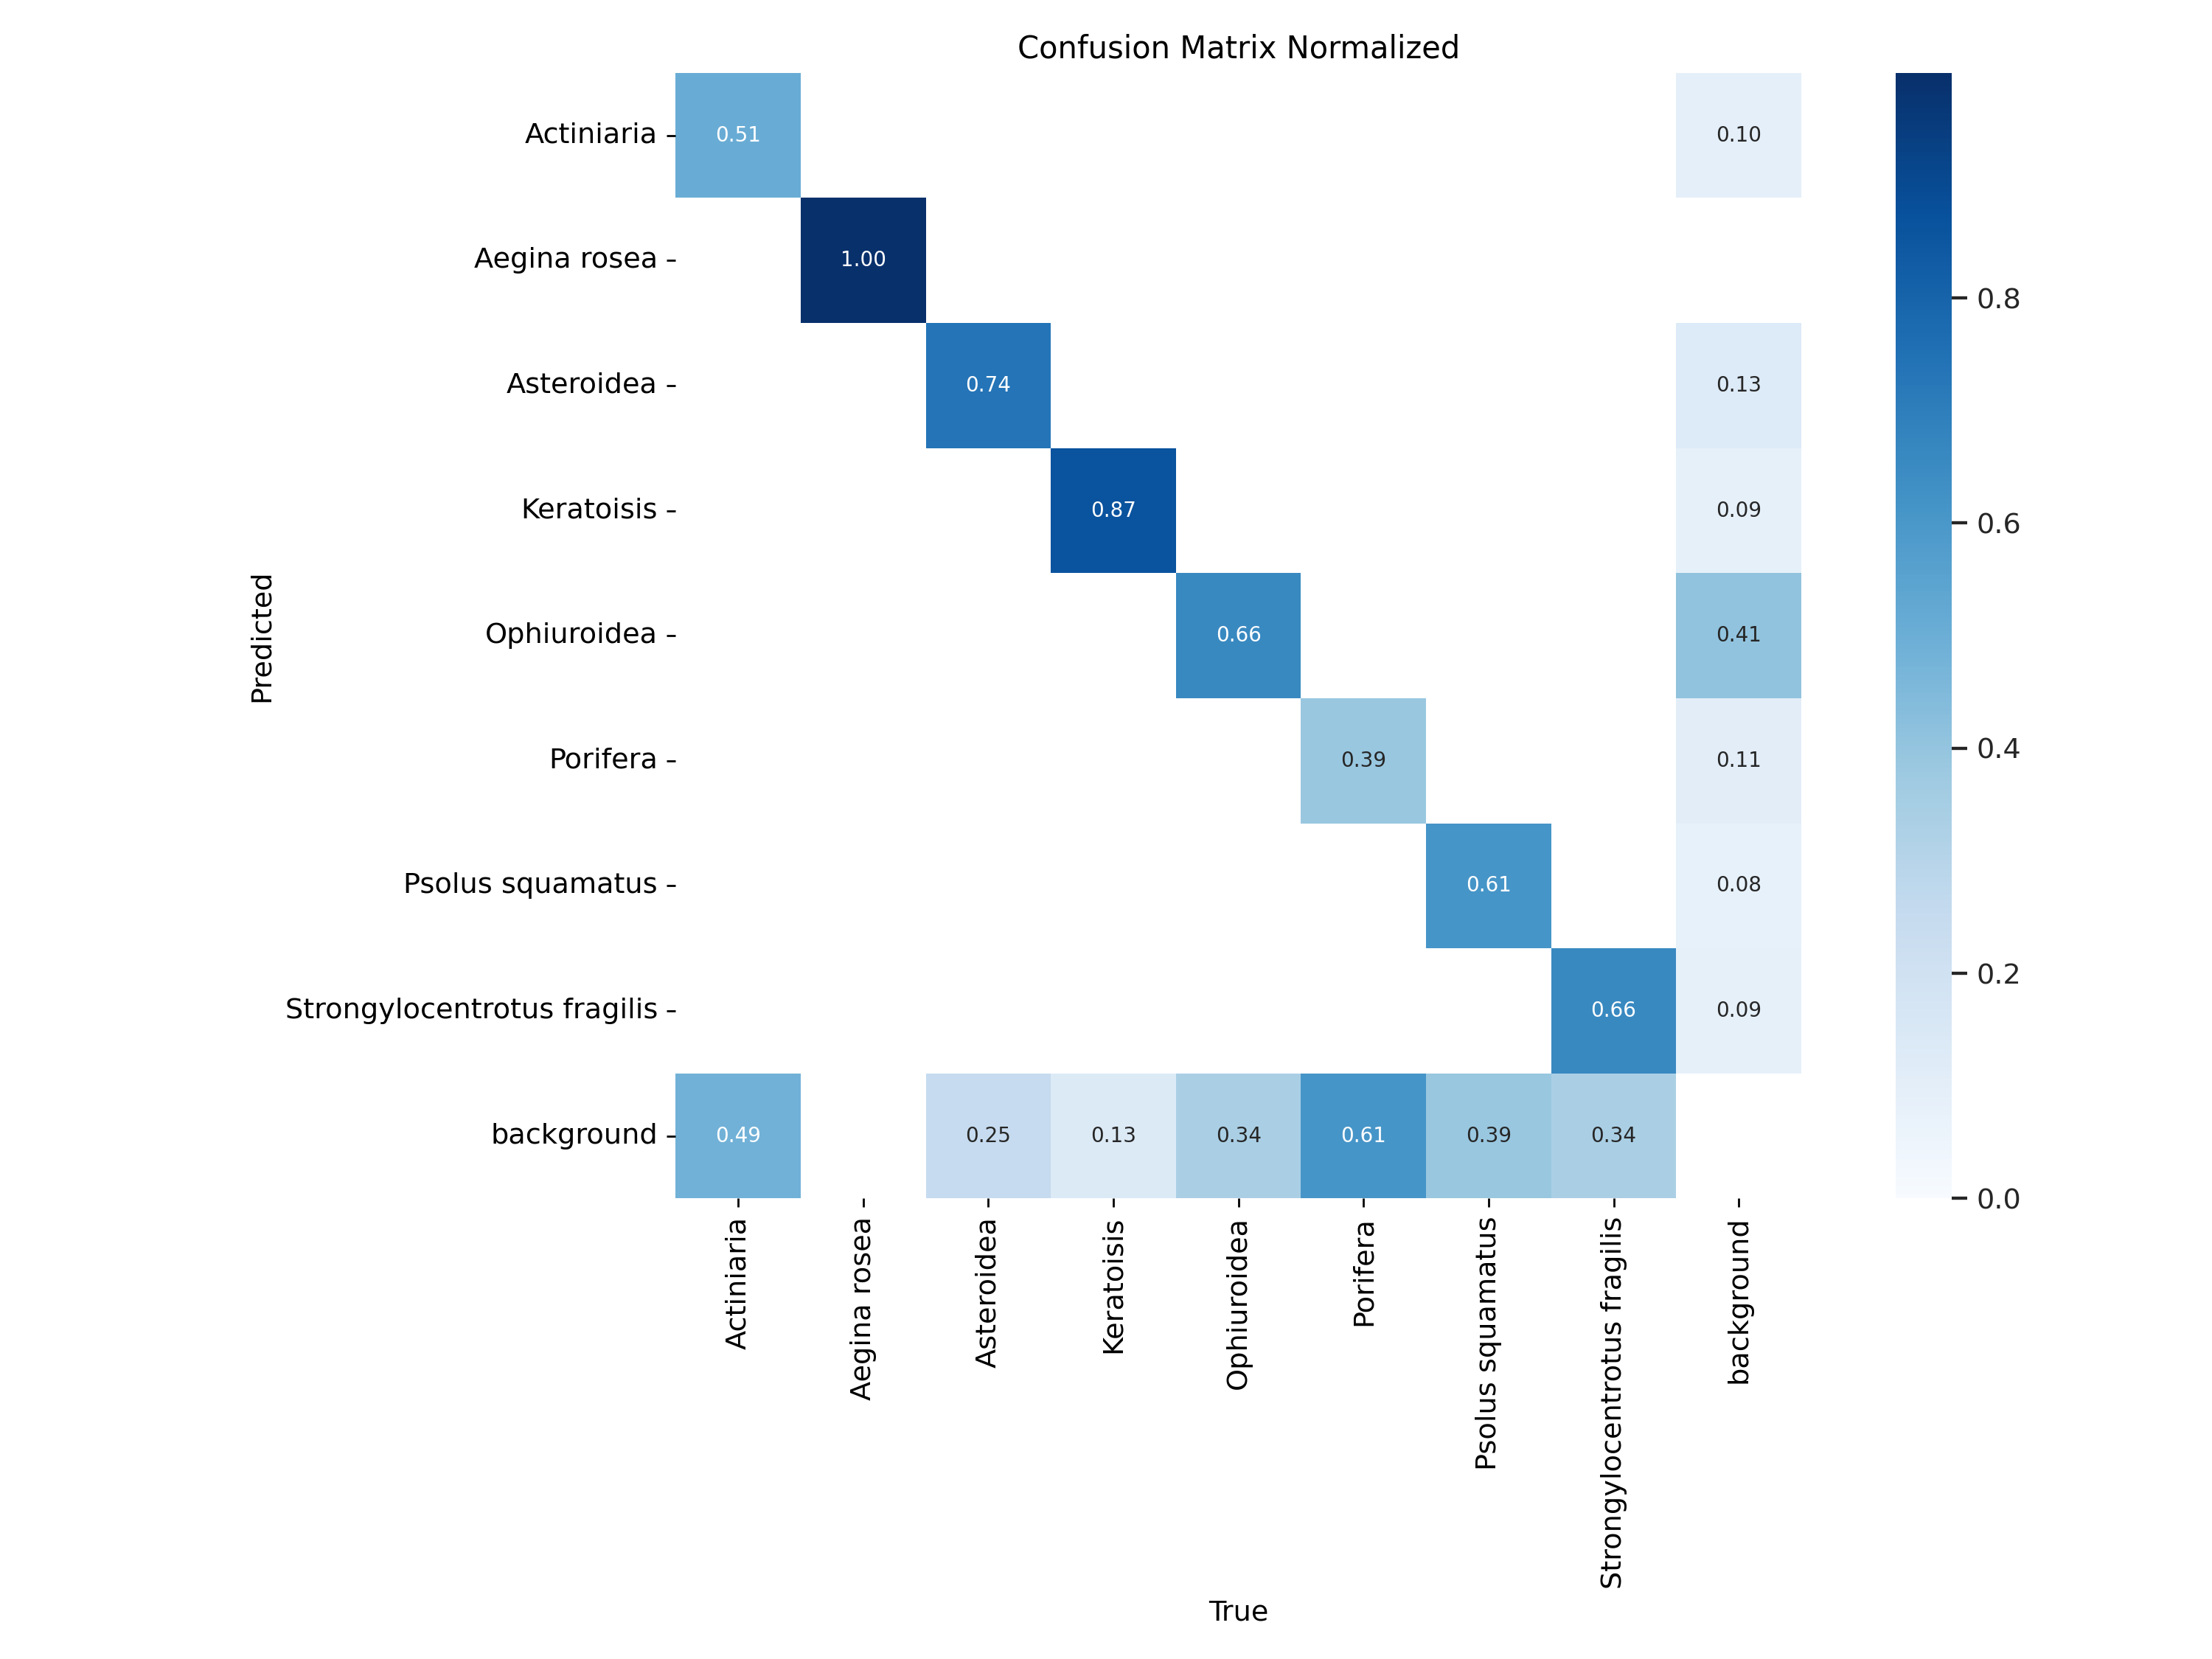 Confusion Matrix Normalized
Actiniaria
0.51
0.10
Aegina rosea
1.00
Asteroidea
0.74
0.13
0.8
Keratoisis
0.87
0.09
0.6
Predicted
Ophiuroidea
0.66
0.41
Porifera
0.39
0.11
0.4
Psolus squamatus
0.61
0.08
0.2
Strongylocentrotus fragilis
0.66
0.09
background
0.49
0.25
0.13
0.34
0.61
0.39
0.34
0.0
Actiniaria
Aegina rosea
Asteroidea
Keratoisis
Ophiuroidea
Porifera
Psolus squamatus
Strongylocentrotus fragilis
background
True